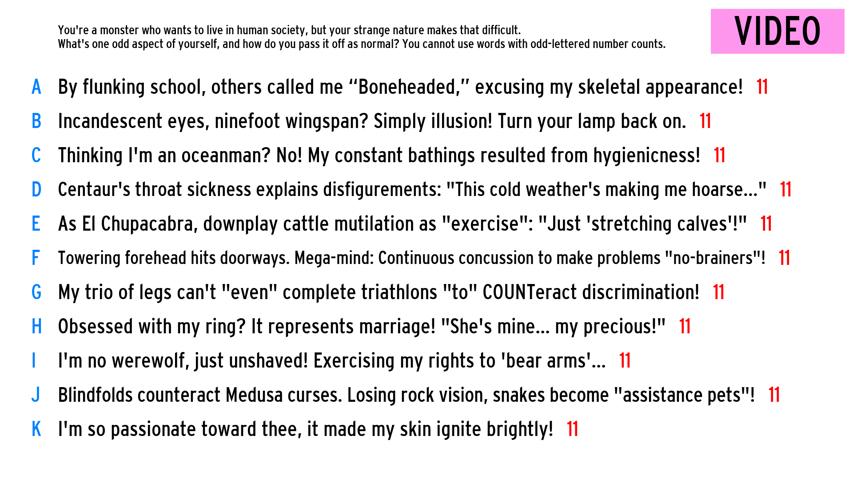 You're a monster who wants to live in human society, but your strange nature makes that difficult.
What's one odd aspect of yourself, and how do you pass it off as normal? You cannot use words with odd-lettered number counts.
VIDEO
A By flunking school, others called me “Boneheaded,” excusing my skeletal appearance! 11
B Incandescent eyes, ninefoot wingspan? Simply illusion! Turn your lamp back on. 11
C Thinking I'm an oceanman? No! My constant bathings resulted from hygienicness! 11
D Centaur's throat sickness explains disfigurements: "This cold weather's making me hoarse..." 11
E As El Chupacabra, downplay cattle mutilation as "exercise": "Just 'stretching calves'!" 11
F Towering forehead hits doorways. Mega-mind: Continuous concussion to make problems "no-brainers"! 11
G My trio of legs can't "even" complete triathlons "to" COUNTeract discrimination! 11
H Obsessed with my ring? It represents marriage! "She's mine... my precious!" 11
I I'm no werewolf, just unshaved! Exercising my rights to 'bear arms'... 11
J Blindfolds counteract Medusa curses. Losing rock vision, snakes become "assistance pets"! 11
K I'm so passionate toward thee, it made my skin ignite brightly! 11